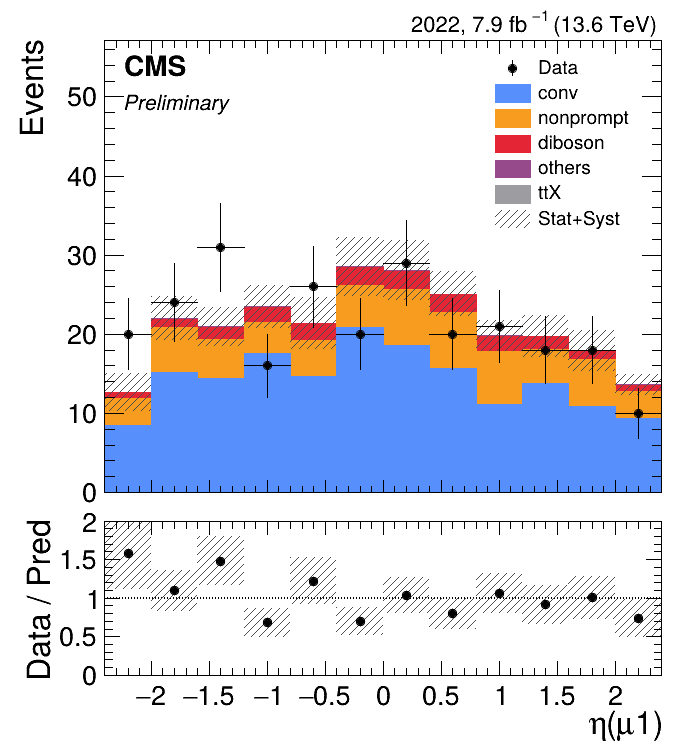 2022, 7.9 fb⁻¹ (13.6 TeV)
CMS
Preliminary
Events
50
40
30
20
10
0
Data
conv
nonprompt
diboson
others
ttX
Stat+Syst
Data / Pred
2
1.5
1
0.5
0
−2 −1.5 −1 −0.5 0 0.5 1 1.5 2
η(μ1)